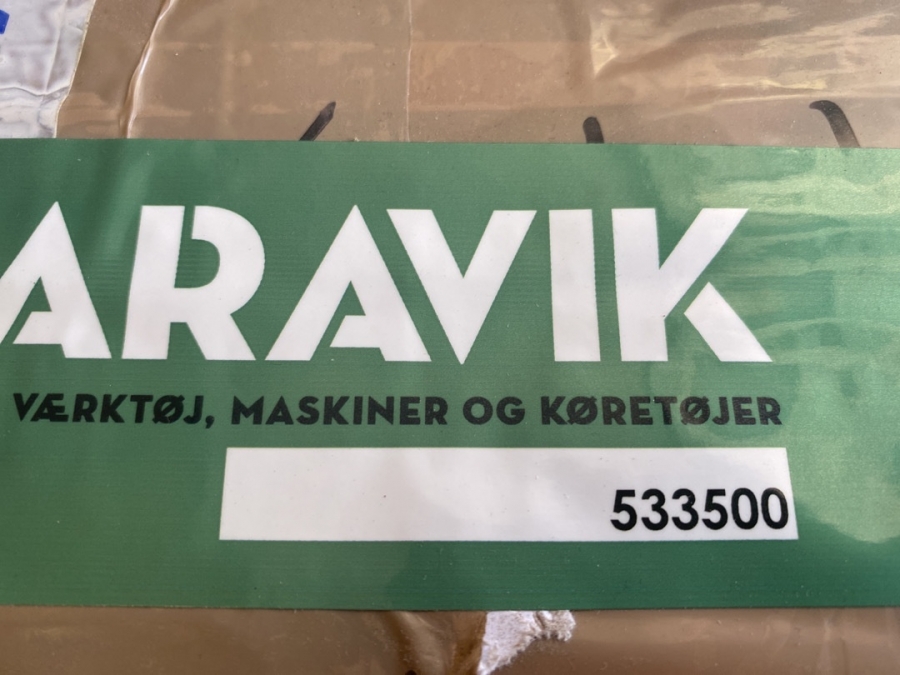 ARAVIK
VÆRKTØJ, MASKINER OG KØRETØJER
533500